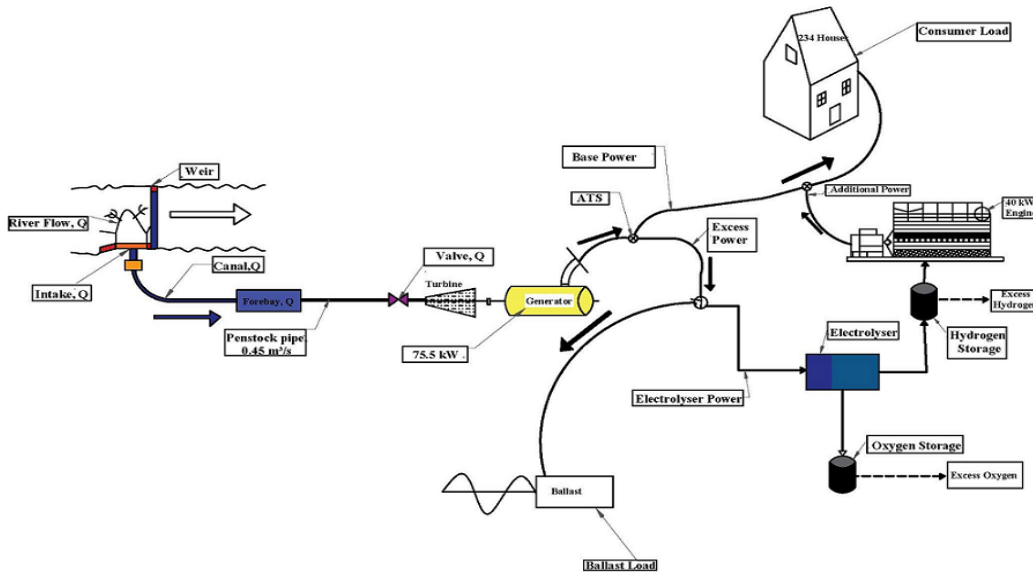 234 Houses
Consumer Load
Base Power
Weir
River Flow, Q
ATS
Additional Power
40 kW
Engine
Excess
Power
Intake, Q
Canal,Q
Valve, Q
Turbine
Forebay, Q
Generator
Penstock pipe,
0.45 m³/s
75.5 kW .
Electrolyser
Excess
Hydrogen
Hydrogen
Storage
Electrolyser Power
Oxygen Storage
Excess Oxygen
Ballast
Ballast Load